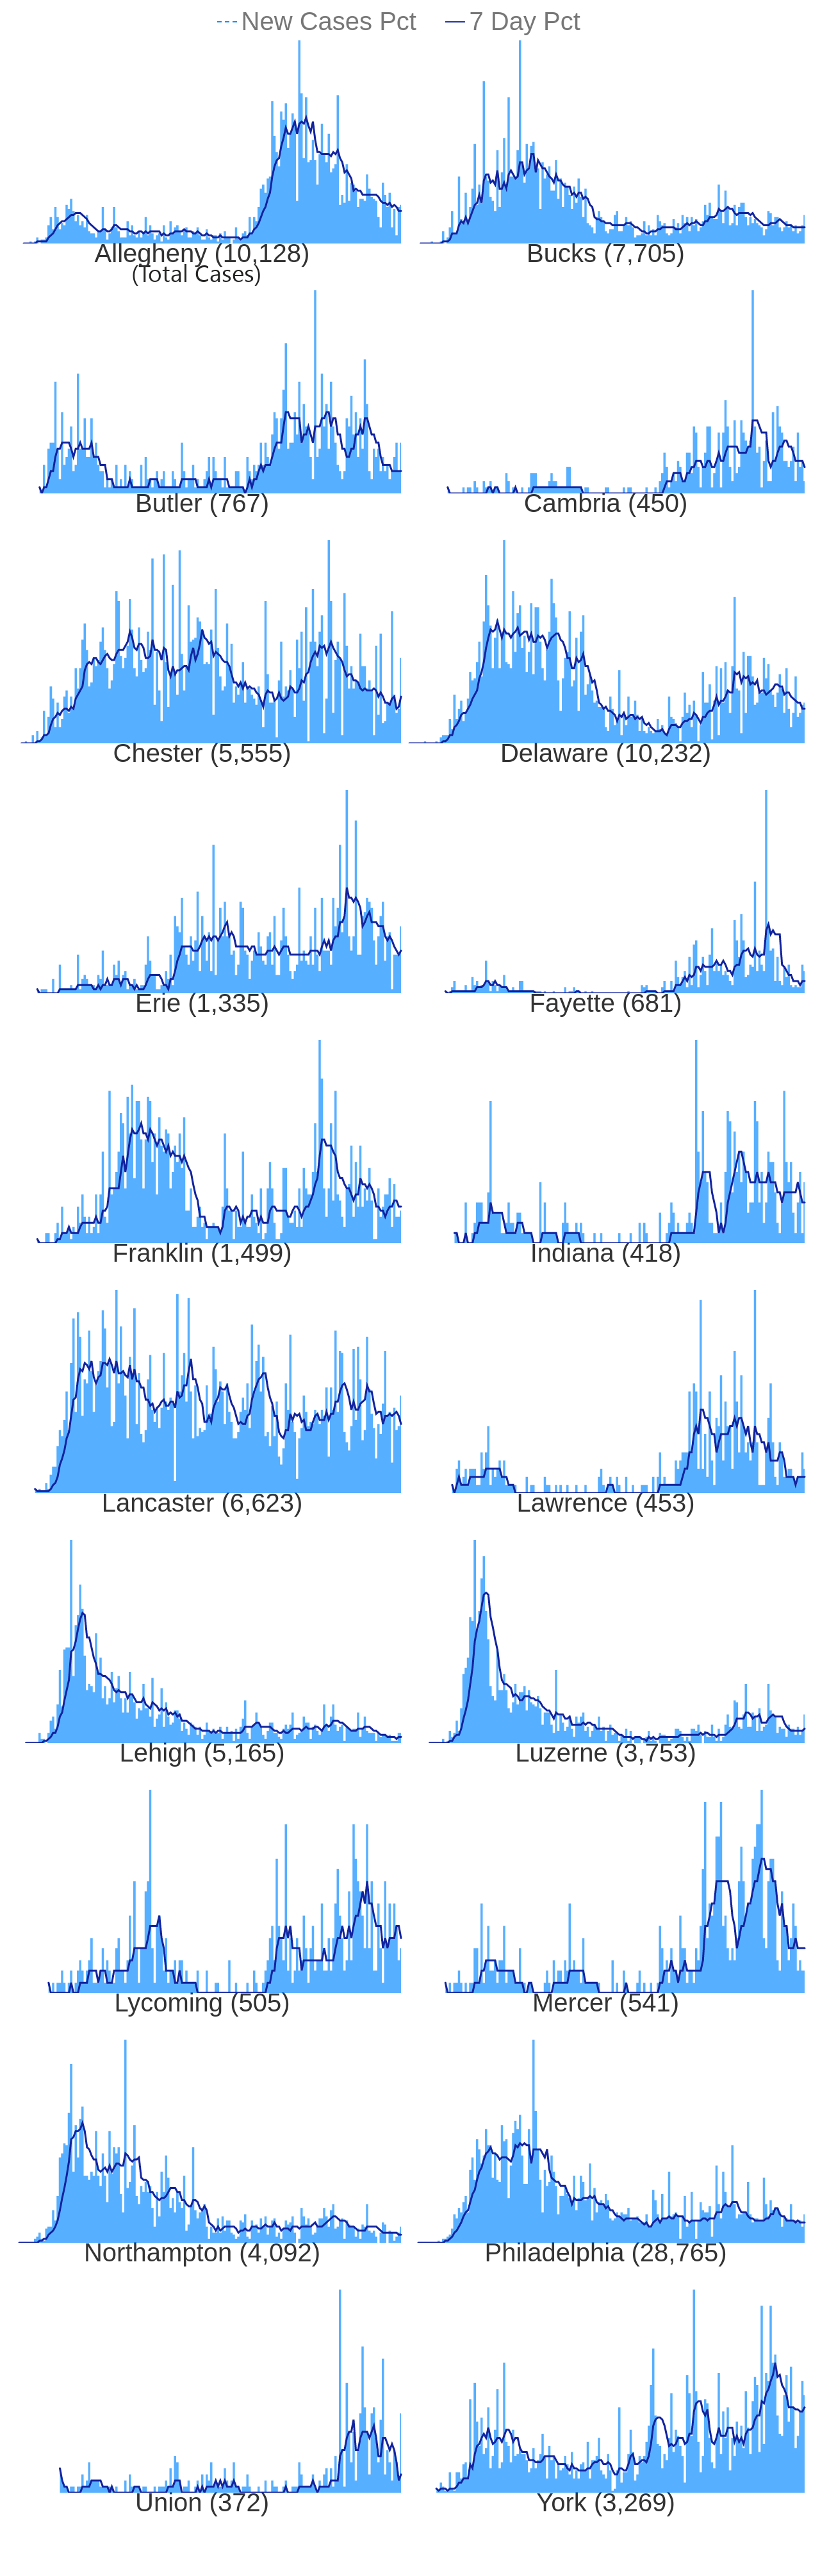 New Cases Pct 7 Day Pct
Allegheny (10,128) Bucks (7,705)
(Total Cases)
Butler (767) Cambria (450)
Chester (5,555) Delaware (10,232)
Erie (1,335) Fayette (681)
Franklin (1,499) Indiana (418)
Lancaster (6,623) Lawrence (453)
Lehigh (5,165) Luzerne (3,753)
Lycoming (505) Mercer (541)
Northampton (4,092) Philadelphia (28,765)
Union (372) York (3,269)